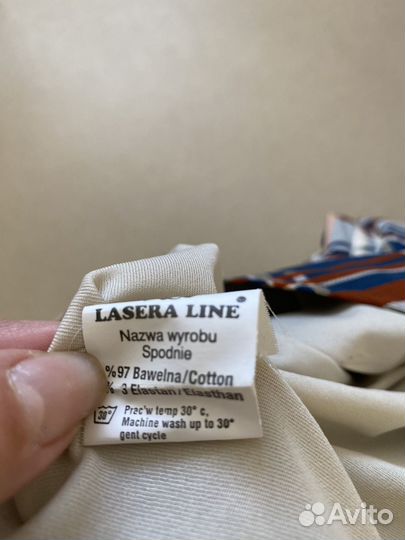 LASERA LINE®
Nazwa wyrobu
Spodnie
%97 Bawełna/Cotton
% 3 Elastan/Elasthan
30° Prac'w temp 30° c,
Machine wash up to 30°
gent cycle
Avito